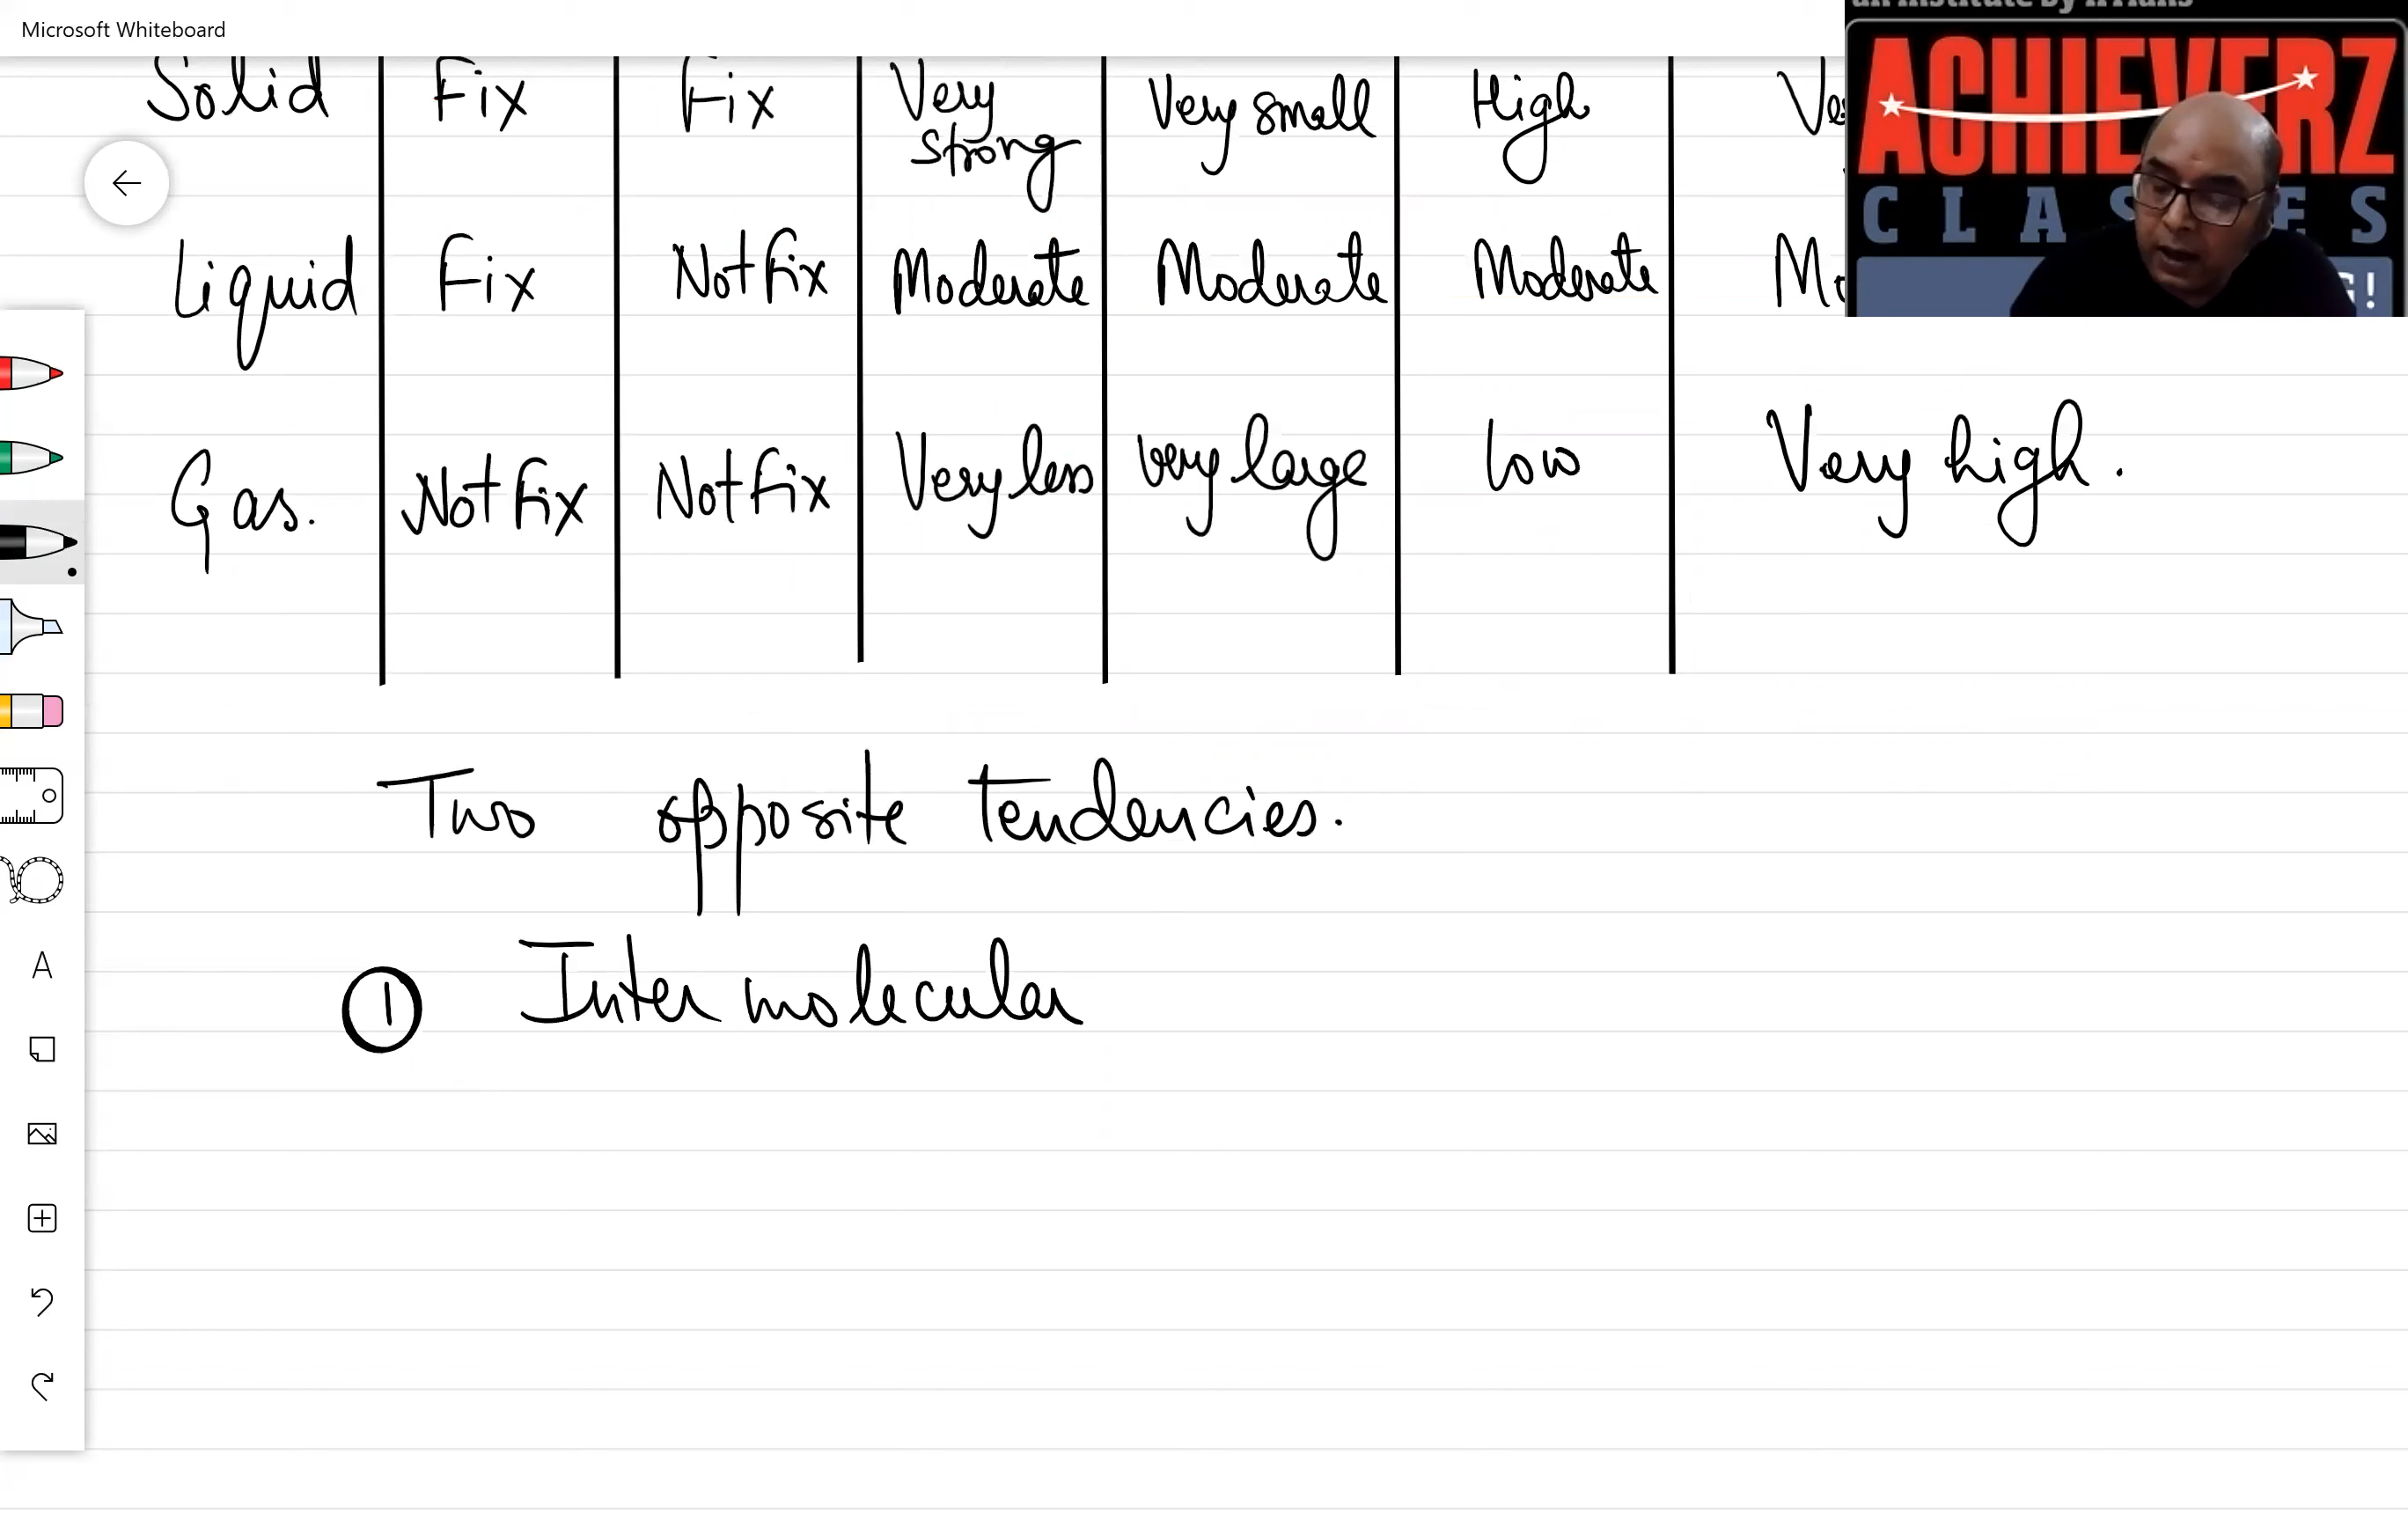 Microsoft Whiteboard
ACHIEVERZ
CLASSES
Solid Fix Fix Very strong Very small High
Liquid Fix Not fix Moderate Moderate Moderate
Gas. Not fix Not fix Very less very large Low Very high.
Two opposite tendencies.
① Inter molecular
A